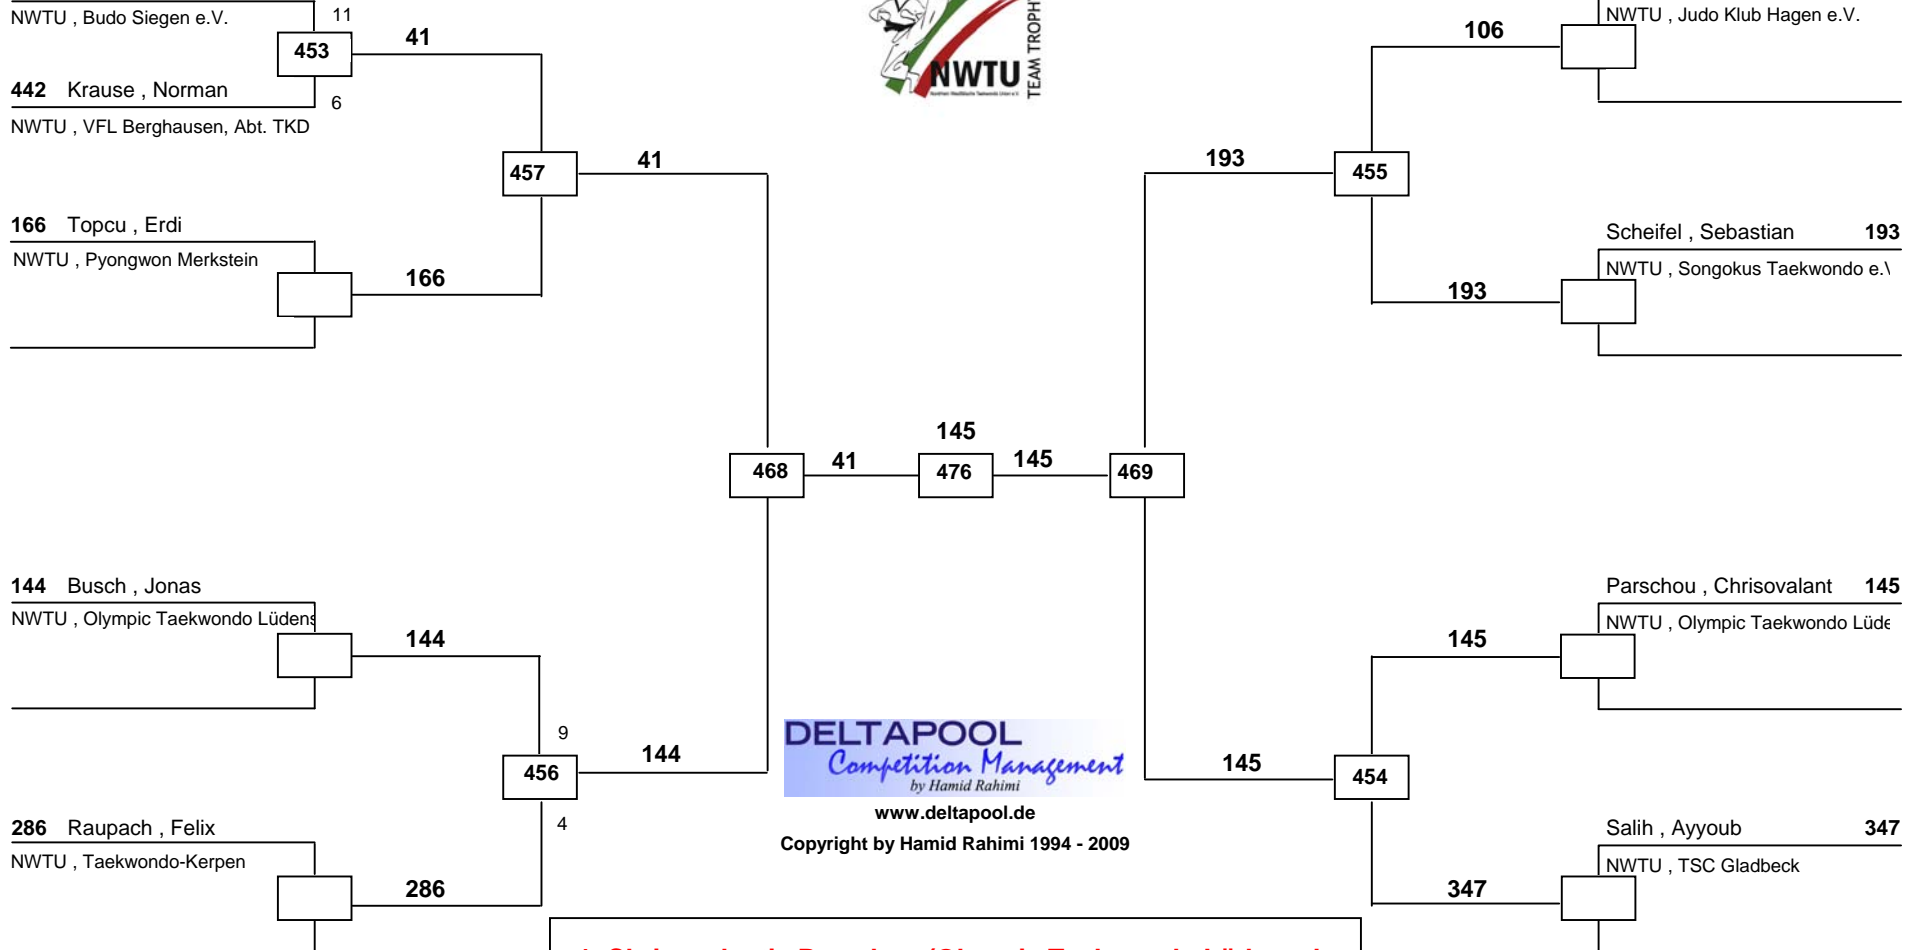 NWTU , Budo Siegen e.V.
11
453
41
442 Krause , Norman
6
NWTU , VFL Berghausen, Abt. TKD
457
41
166 Topcu , Erdi
NWTU , Pyongwon Merkstein
166
NWTU
TEAM TROPHY
NWTU , Judo Klub Hagen e.V.
106
193
455
Scheifel , Sebastian 193
NWTU , Songokus Taekwondo e.V
193
145
468
41
476
145
469
144 Busch , Jonas
NWTU , Olympic Taekwondo Lüdens
144
9
456
144
4
286 Raupach , Felix
NWTU , Taekwondo-Kerpen
286
DELTAPOOL
Competition Management
by Hamid Rahimi
www.deltapool.de
Copyright by Hamid Rahimi 1994 - 2009
Parschou , Chrisovalant 145
NWTU , Olympic Taekwondo Lüde
145
145
454
Salih , Ayyoub 347
NWTU , TSC Gladbeck
347